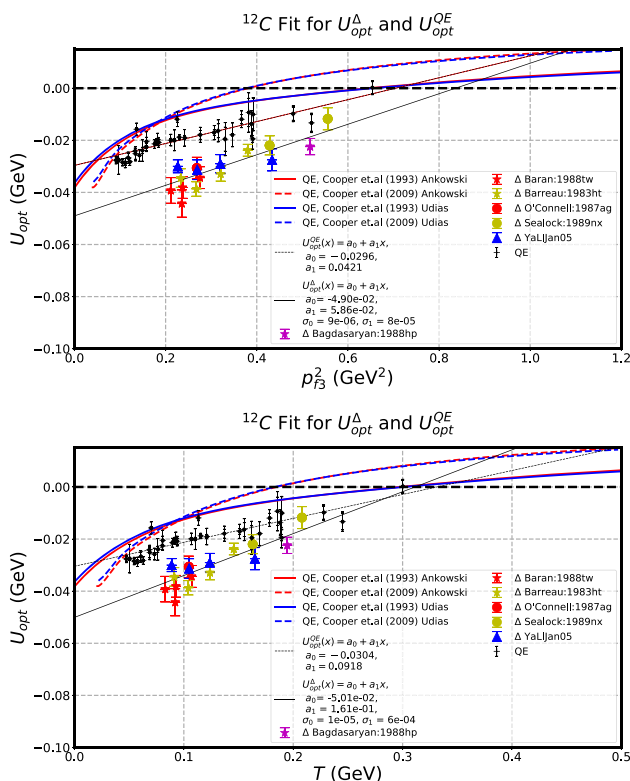 ¹²C Fit for U^Δ_opt and U^QE_opt
0.00
−0.02
−0.04
−0.06
−0.08
−0.10
U_opt (GeV)
QE, Cooper et.al (1993) Ankowski
QE, Cooper et.al (2009) Ankowski
QE, Cooper et.al (1993) Udias
QE, Cooper et.al (2009) Udias
U^QE_opt(x) = a₀ + a₁x,
a₀ = −0.0296,
a₁ = 0.0421
U^Δ_opt(x) = a₀ + a₁x,
a₀= -4.90e-02,
a₁ = 5.86e-02,
σ₀ = 9e-06, σ₁ = 8e-05
Δ Bagdasaryan:1988hp
Δ Baran:1988tw
Δ Barreau:1983ht
Δ O'Connell:1987ag
Δ Sealock:1989nx
Δ YaLIJan05
QE
0.0 0.2 0.4 0.6 0.8 1.0 1.2
p²_f3 (GeV²)
¹²C Fit for U^Δ_opt and U^QE_opt
0.00
−0.02
−0.04
−0.06
−0.08
−0.10
U_opt (GeV)
QE, Cooper et.al (1993) Ankowski
QE, Cooper et.al (2009) Ankowski
QE, Cooper et.al (1993) Udias
QE, Cooper et.al (2009) Udias
U^QE_opt(x) = a₀ + a₁x,
a₀ = −0.0304,
a₁ = 0.0918
U^Δ_opt(x) = a₀ + a₁x,
a₀= -5.01e-02,
a₁ = 1.61e-01,
σ₀ = 1e-05, σ₁ = 6e-04
Δ Bagdasaryan:1988hp
Δ Baran:1988tw
Δ Barreau:1983ht
Δ O'Connell:1987ag
Δ Sealock:1989nx
Δ YaLIJan05
QE
0.0 0.1 0.2 0.3 0.4 0.5
T (GeV)